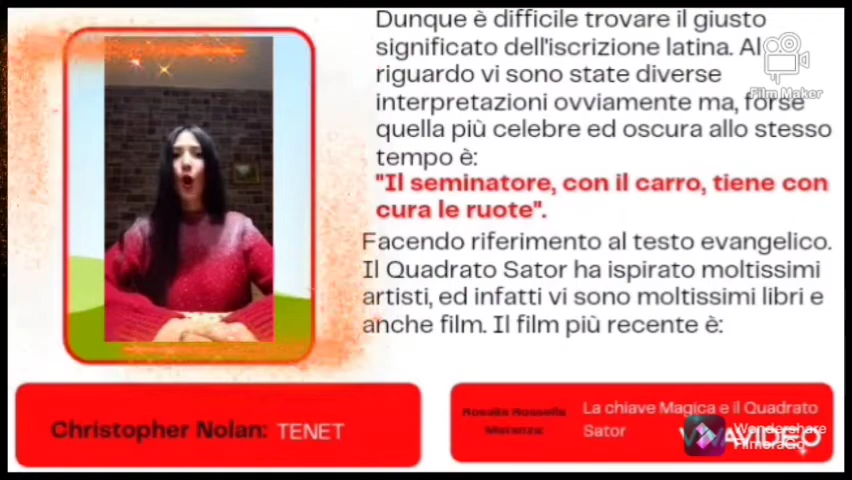 Dunque è difficile trovare il giusto
significato dell'iscrizione latina. Al
riguardo vi sono state diverse
interpretazioni ovviamente ma, forse
quella più celebre ed oscura allo stesso
tempo è:
"Il seminatore, con il carro, tiene con
cura le ruote".
Facendo riferimento al testo evangelico.
Il Quadrato Sator ha ispirato moltissimi
artisti, ed infatti vi sono moltissimi libri e
anche film. Il film più recente è:
Film Maker
Christopher Nolan: TENET
La chiave Magica e il Quadrato
Sator
Wondershare
Filmora